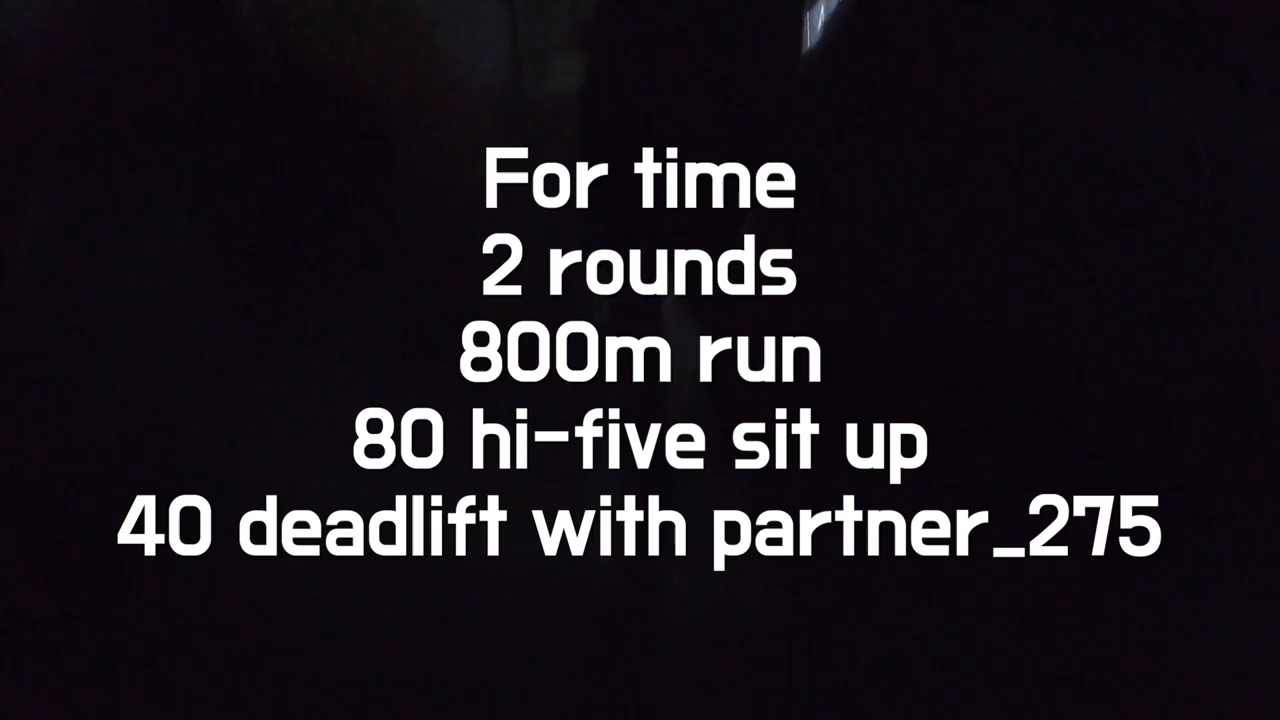 For time
2 rounds
800m run
80 hi-five sit up
40 deadlift with partner_275